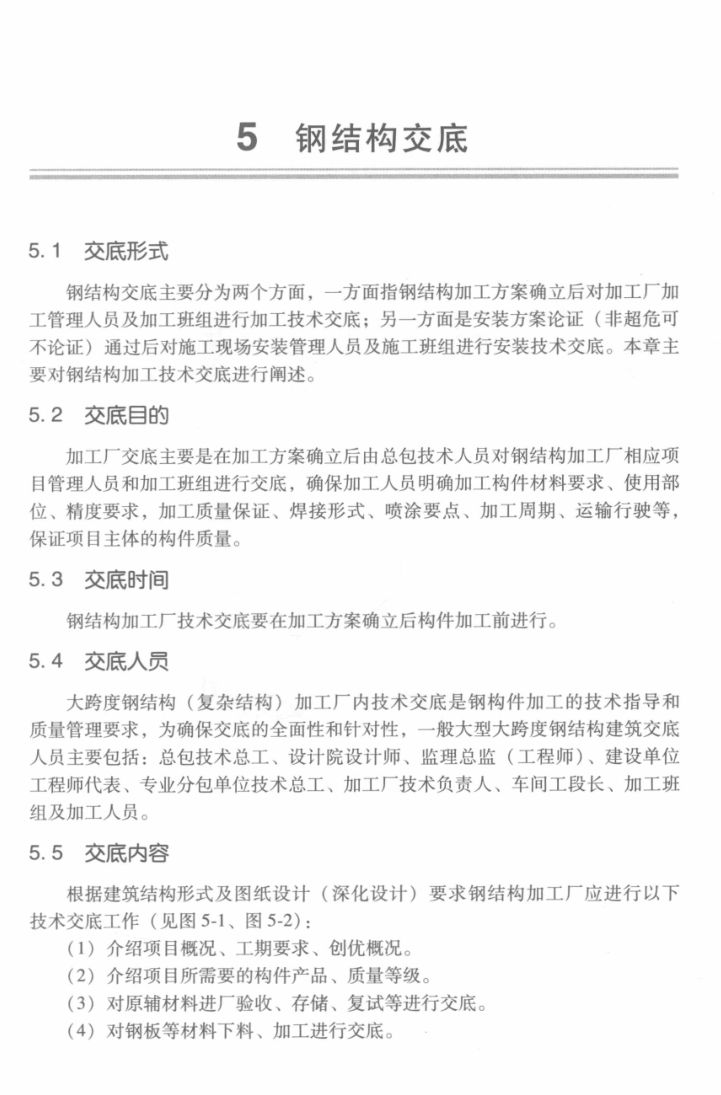 5 钢结构交底
5.1 交底形式
钢结构交底主要分为两个方面，一方面指钢结构加工方案确立后对加工厂加
工管理人员及加工班组进行加工技术交底；另一方面是安装方案论证（非超危可
不论证）通过后对施工现场安装管理人员及施工班组进行安装技术交底。本章主
要对钢结构加工技术交底进行阐述。
5.2 交底目的
加工厂交底主要是在加工方案确立后由总包技术人员对钢结构加工厂相应项
目管理人员和加工班组进行交底，确保加工人员明确加工构件材料要求、使用部
位、精度要求，加工质量保证、焊接形式、喷涂要点、加工周期、运输行驶等，
保证项目主体的构件质量。
5.3 交底时间
钢结构加工厂技术交底要在加工方案确立后构件加工前进行。
5.4 交底人员
大跨度钢结构（复杂结构）加工厂内技术交底是钢构件加工的技术指导和
质量管理要求，为确保交底的全面性和针对性，一般大型大跨度钢结构建筑交底
人员主要包括：总包技术总工、设计院设计师、监理总监（工程师）、建设单位
工程师代表、专业分包单位技术总工、加工厂技术负责人、车间工段长、加工班
组及加工人员。
5.5 交底内容
根据建筑结构形式及图纸设计（深化设计）要求钢结构加工厂应进行以下
技术交底工作（见图5-1、图5-2）：
（1）介绍项目概况、工期要求、创优概况。
（2）介绍项目所需要的构件产品、质量等级。
（3）对原辅材料进厂验收、存储、复试等进行交底。
（4）对钢板等材料下料、加工进行交底。